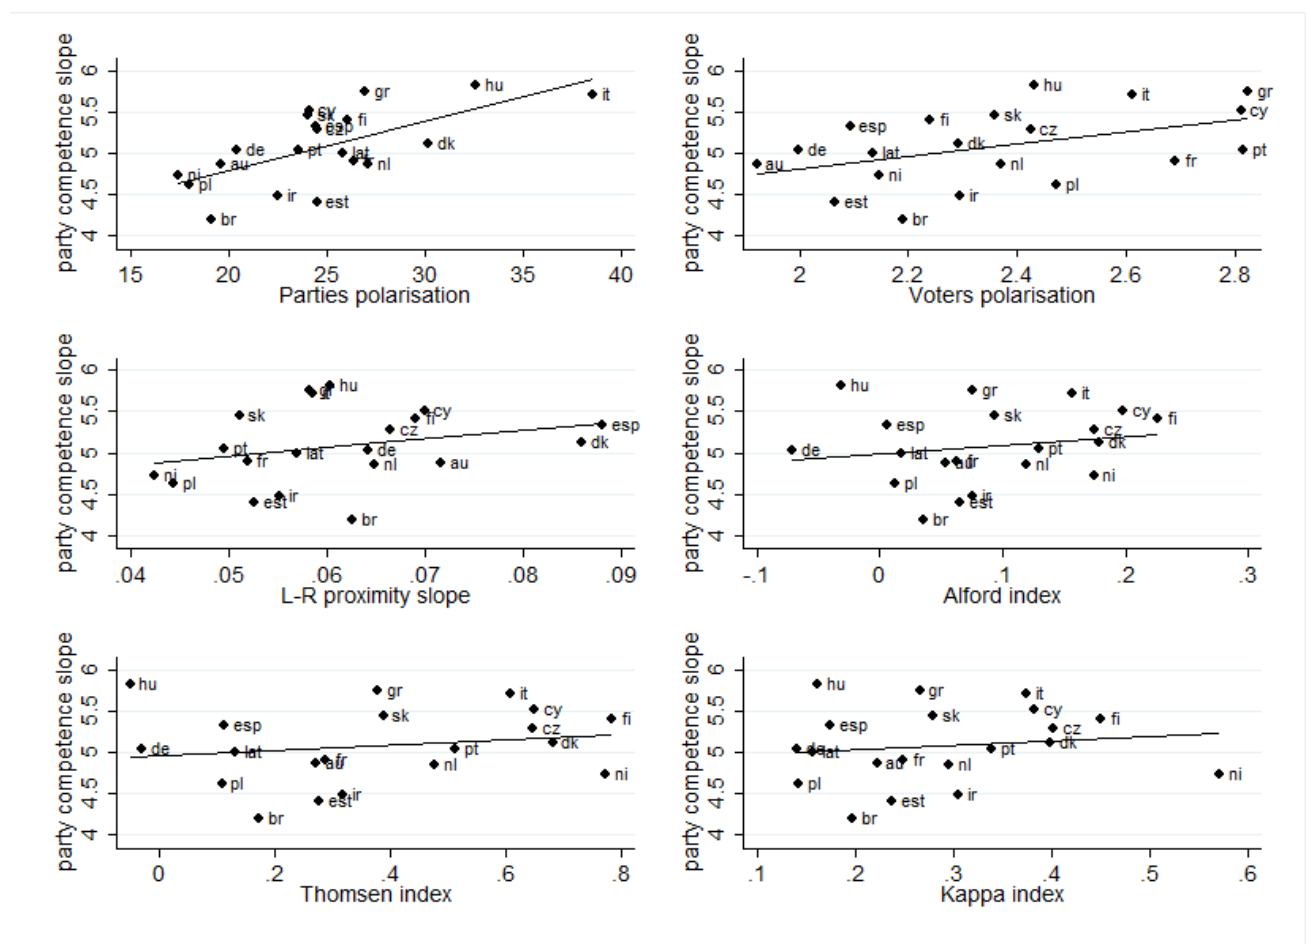 party competence slope
6
5.5
5
4.5
4
hu
gr
it
cy
sk
fi
esp
cz
dk
de
pt
lat
au
nl
ni
pl
ir
est
br
15 20 25 30 35 40
Parties polarisation
party competence slope
6
5.5
5
4.5
4
hu
it
gr
cy
sk
fi
esp
cz
dk
de
lat
pt
au
nl
fr
ni
pl
ir
est
br
2 2.2 2.4 2.6 2.8
Voters polarisation
party competence slope
6
5.5
5
4.5
4
hu
gr
sk
cy
fi
esp
cz
dk
pt
lat
de
fr
nl
au
ni
pl
ir
est
br
.04 .05 .06 .07 .08 .09
L-R proximity slope
party competence slope
6
5.5
5
4.5
4
hu
gr
it
sk
cy
fi
esp
cz
dk
de
lat
pt
au
fr
nl
ni
pl
ir
est
br
-.1 0 .1 .2 .3
Alford index
party competence slope
6
5.5
5
4.5
4
hu
gr
it
sk
cy
fi
esp
cz
dk
de
lat
pt
au
fr
nl
ni
pl
ir
est
br
0 .2 .4 .6 .8
Thomsen index
party competence slope
6
5.5
5
4.5
4
hu
gr
it
sk
cy
fi
esp
cz
dk
de
lat
pt
au
fr
nl
ni
pl
ir
est
br
.1 .2 .3 .4 .5 .6
Kappa index